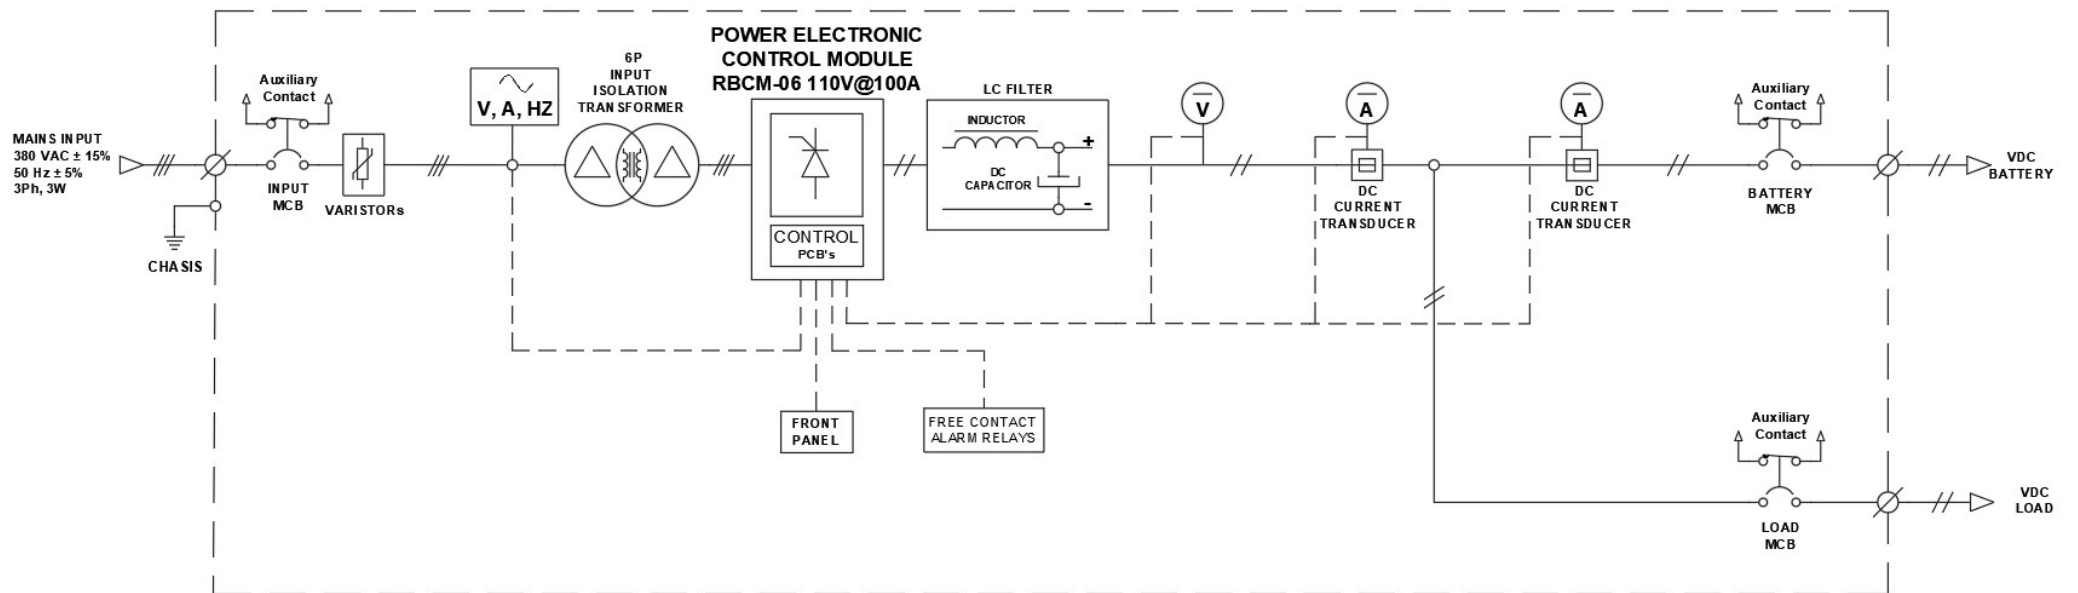 POWER ELECTRONIC
CONTROL MODULE
RBCM-06 110V@100A
6P
INPUT
ISOLATION
TRANSFORMER
Auxiliary
Contact
V, A, HZ
LC FILTER
INDUCTOR
+
DC
CAPACITOR
-
V
A
A
Auxiliary
Contact
MAINS INPUT
380 VAC ± 15%
50 Hz ± 5%
3Ph, 3W
INPUT
MCB
VARISTORs
CHASIS
CONTROL
PCB's
DC
CURRENT
TRANSDUCER
DC
CURRENT
TRANSDUCER
BATTERY
MCB
VDC
BATTERY
FRONT
PANEL
FREE CONTACT
ALARM RELAYS
Auxiliary
Contact
LOAD
MCB
VDC
LOAD